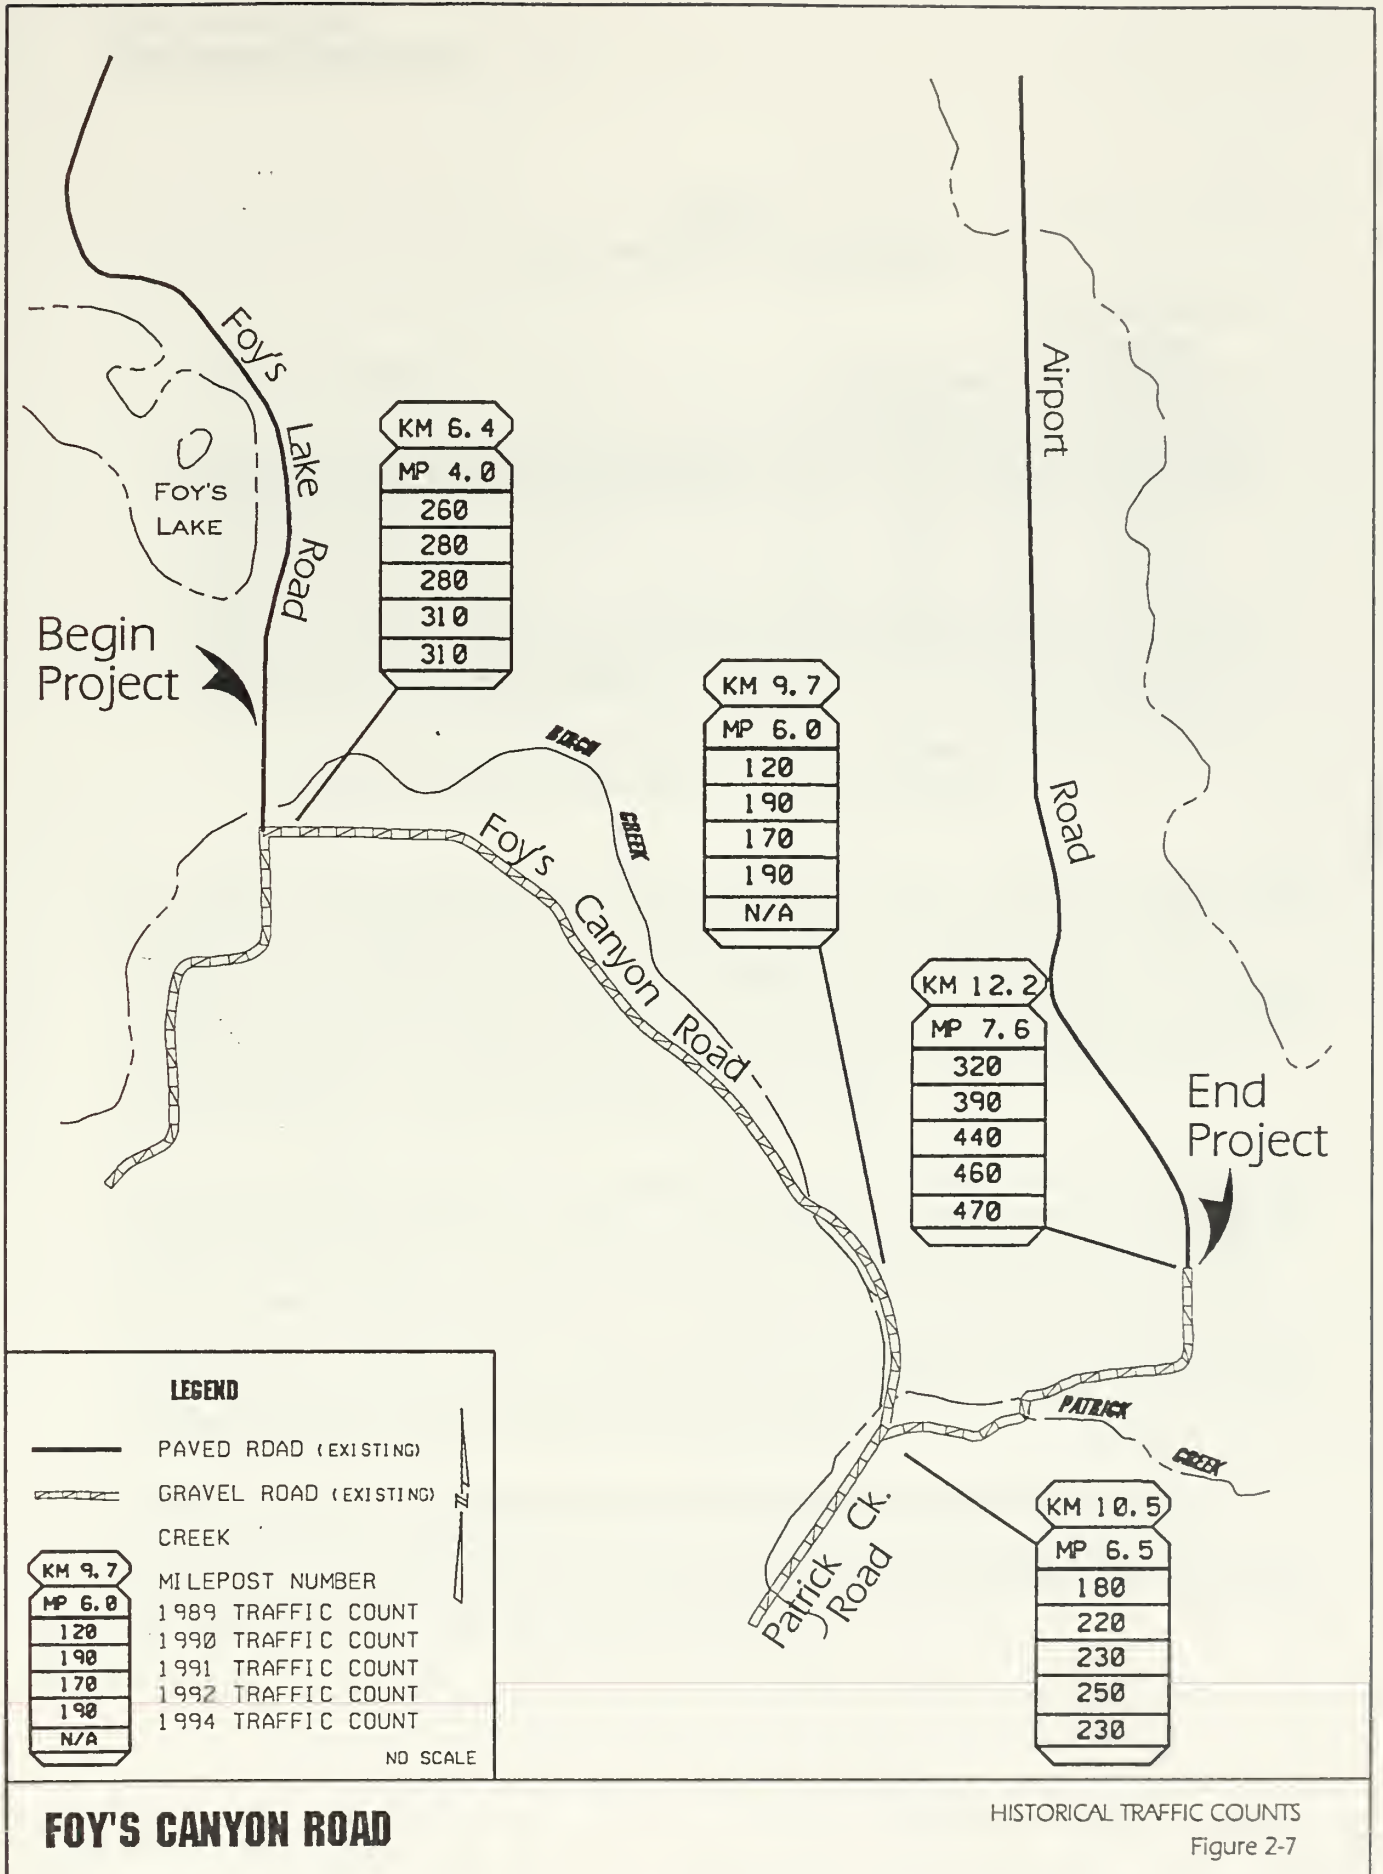 Foy's Lake Road
FOY'S
LAKE
Airport Road
KM 6.4
MP 4.0
260
280
280
310
310
Begin
Project
BIRCH CREEK
Foy's Canyon Road
KM 9.7
MP 6.0
120
190
170
190
N/A
KM 12.2
MP 7.6
320
390
440
460
470
End
Project
PATRICK CREEK
Patrick Ck.
Road
KM 10.5
MP 6.5
180
220
230
250
230
LEGEND
PAVED ROAD (EXISTING)
GRAVEL ROAD (EXISTING)
N
CREEK
KM 9.7
MP 6.0
120
190
170
190
N/A
MILEPOST NUMBER
1989 TRAFFIC COUNT
1990 TRAFFIC COUNT
1991 TRAFFIC COUNT
1992 TRAFFIC COUNT
1994 TRAFFIC COUNT
NO SCALE
FOY'S CANYON ROAD
HISTORICAL TRAFFIC COUNTS
Figure 2-7